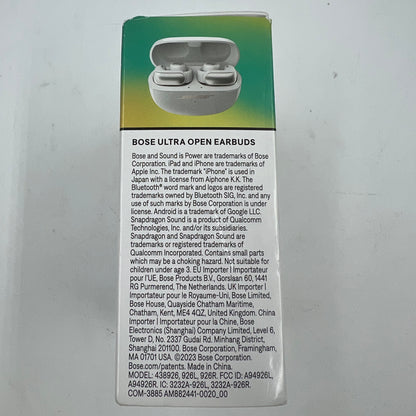 BOSE ULTRA OPEN EARBUDS
Bose and Sound is Power are trademarks of Bose
Corporation. iPad and iPhone are trademarks of
Apple Inc. The trademark "iPhone" is used in
Japan with a license from Aiphone K.K. The
Bluetooth® word mark and logos are registered
trademarks owned by Bluetooth SIG, Inc. and any
use of such marks by Bose Corporation is under
license. Android is a trademark of Google LLC.
Snapdragon Sound is a product of Qualcomm
Technologies, Inc. and/or its subsidiaries.
Snapdragon and Snapdragon Sound are
trademarks or registered trademarks of
Qualcomm Incorporated. Contains small parts
which may be a choking hazard. Not suitable for
children under age 3. EU Importer | Importateur
pour l'UE, Bose Products B.V., Gorslaan 60, 1441
RG Purmerend, The Netherlands. UK Importer |
Importateur pour le Royaume-Uni, Bose Limited,
Bose House, Quayside Chatham Maritime,
Chatham, Kent, ME4 4QZ, United Kingdom. China
Importer | Importateur pour la Chine, Bose
Electronics (Shanghai) Company Limited, Level 6,
Tower D, No. 2337 Gudai Rd. Minhang District,
Shanghai 201100. Bose Corporation, Framingham,
MA 01701 USA. ©2023 Bose Corporation.
Bose.com/patents. Made in China.
MODEL: 438926, 926L, 926R. FCC ID: A94926L,
A94926R. IC: 3232A-926L, 3232A-926R.
COM-3885 AM882441-0020_00